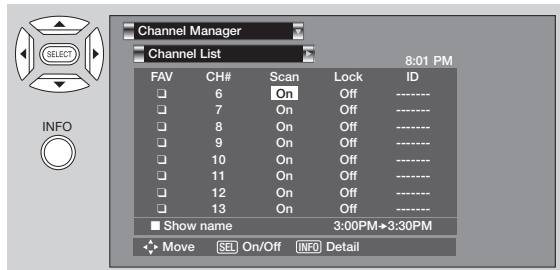 SELECT
INFO
Channel Manager
Channel List
8:01 PM
FAV CH# Scan Lock ID
❏ 6 On Off -------
❏ 7 On Off -------
❏ 8 On Off -------
❏ 9 On Off -------
❏ 10 On Off -------
❏ 11 On Off -------
❏ 12 On Off -------
❏ 13 On Off -------
■ Show name 3:00PM➔3:30PM
Move SEL On/Off INFO Detail